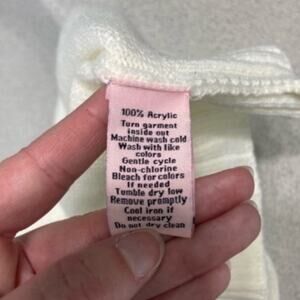 100% Acrylic
Turn garment
inside out
Machine wash cold
Wash with like
colors
Gentle cycle
Non-chlorine
Bleach for colors
If needed
Tumble dry low
Remove promptly
Cool iron if
necessary
Do not dry clean